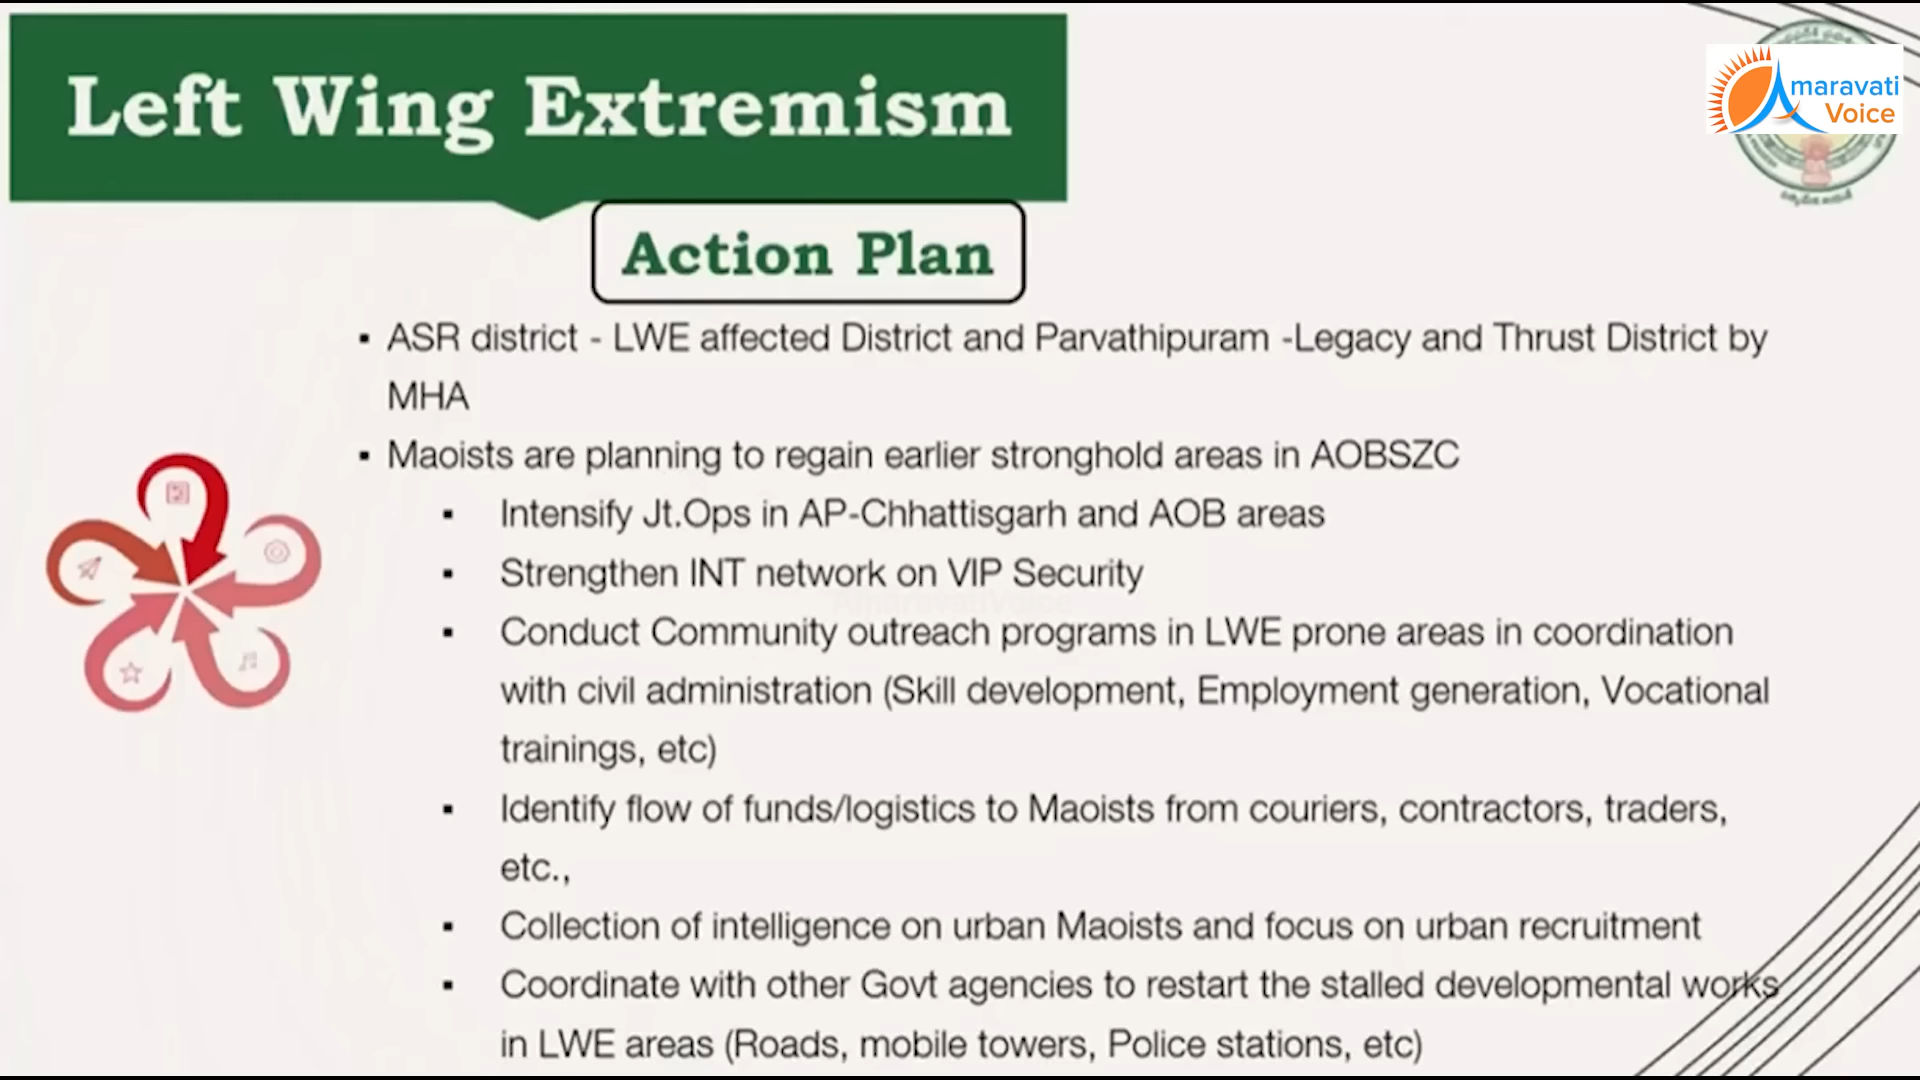 Left Wing Extremism
maravati
Voice
Action Plan
▪ ASR district - LWE affected District and Parvathipuram -Legacy and Thrust District by
MHA
▪ Maoists are planning to regain earlier stronghold areas in AOBSZC
▪ Intensify Jt.Ops in AP-Chhattisgarh and AOB areas
▪ Strengthen INT network on VIP Security
AmaravatiVoice
▪ Conduct Community outreach programs in LWE prone areas in coordination
with civil administration (Skill development, Employment generation, Vocational
trainings, etc)
▪ Identify flow of funds/logistics to Maoists from couriers, contractors, traders,
etc.,
▪ Collection of intelligence on urban Maoists and focus on urban recruitment
▪ Coordinate with other Govt agencies to restart the stalled developmental works
in LWE areas (Roads, mobile towers, Police stations, etc)